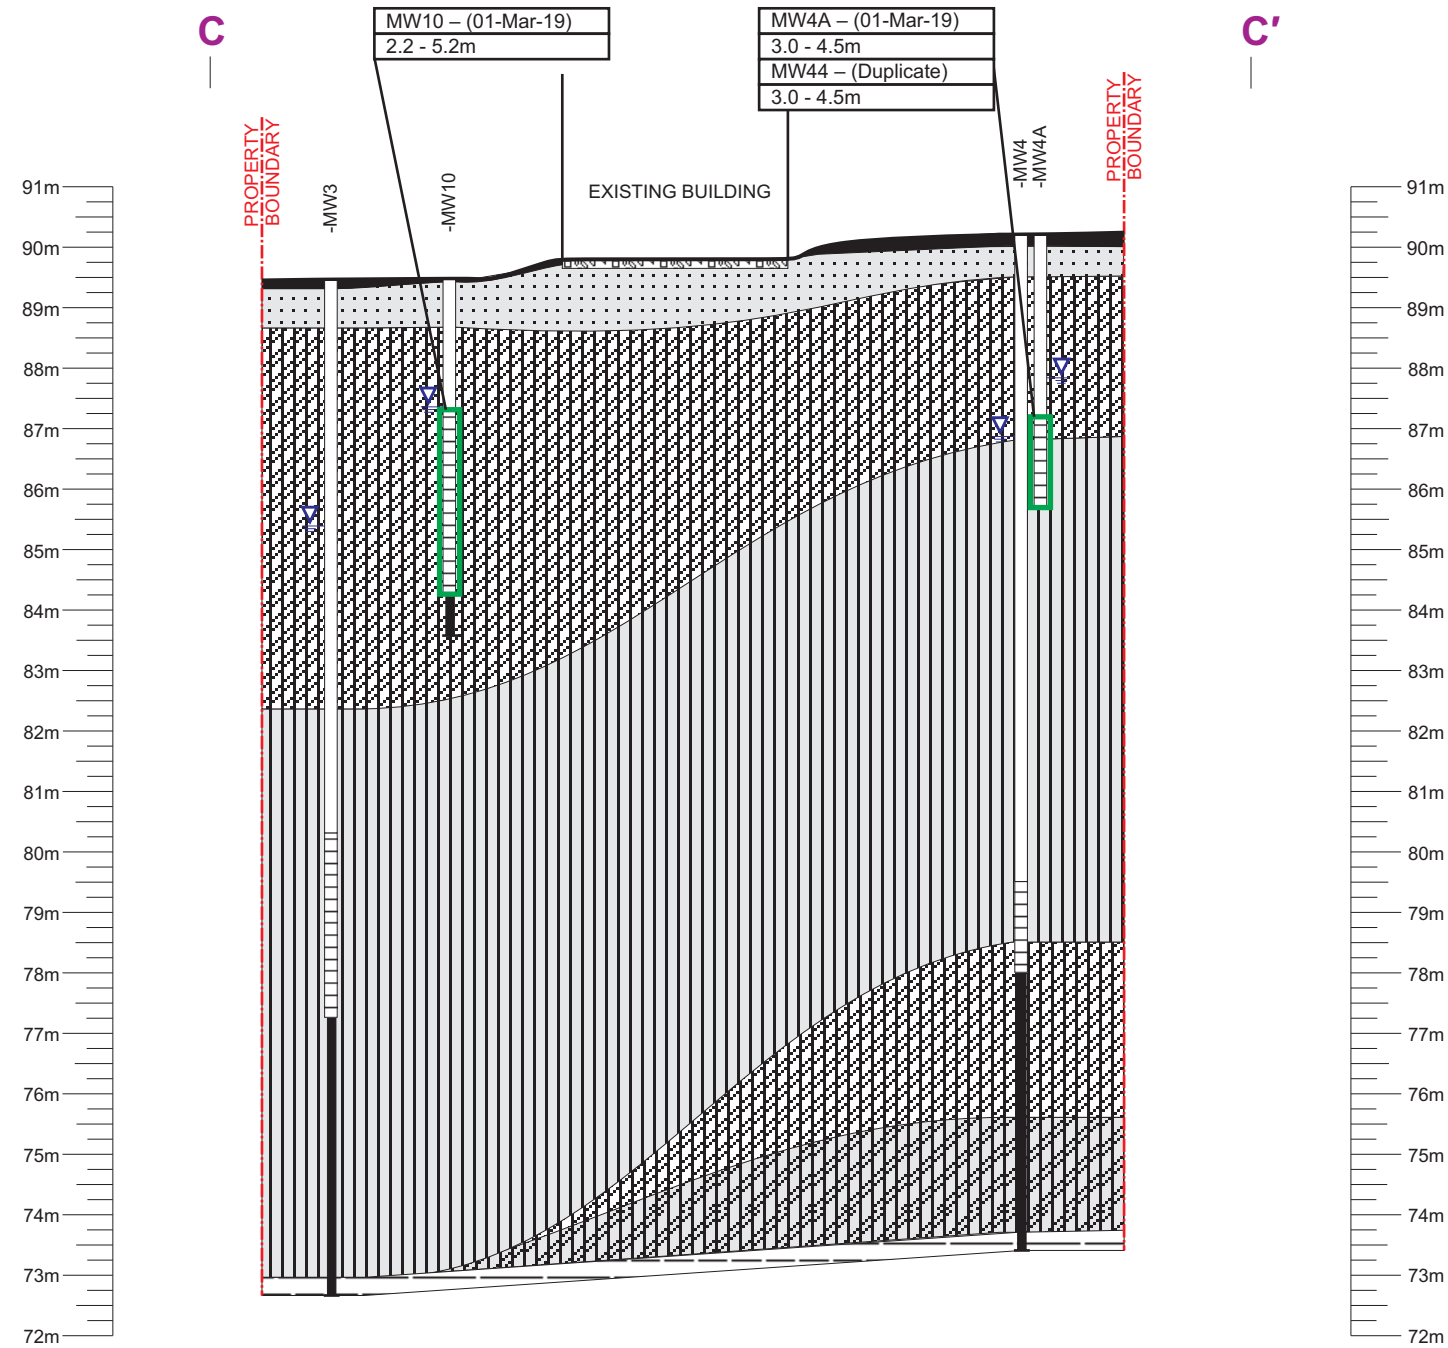 C
MW10 – (01-Mar-19)
2.2 - 5.2m
MW4A – (01-Mar-19)
3.0 - 4.5m
MW44 – (Duplicate)
3.0 - 4.5m
C'
PROPERTY
BOUNDARY
-MW3
-MW10
EXISTING BUILDING
-MW4
-MW4A
PROPERTY
BOUNDARY
91m
90m
89m
88m
87m
86m
85m
84m
83m
82m
81m
80m
79m
78m
77m
76m
75m
74m
73m
72m
91m
90m
89m
88m
87m
86m
85m
84m
83m
82m
81m
80m
79m
78m
77m
76m
75m
74m
73m
72m